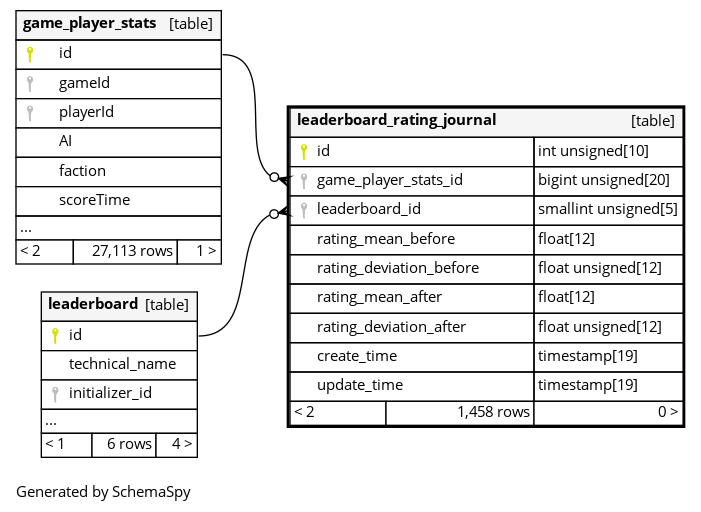 game_player_stats [table]
id
gameId
playerId
AI
faction
scoreTime
...
< 2 27,113 rows 1 >
leaderboard_rating_journal [table]
id int unsigned[10]
game_player_stats_id bigint unsigned[20]
leaderboard_id smallint unsigned[5]
rating_mean_before float[12]
rating_deviation_before float unsigned[12]
rating_mean_after float[12]
rating_deviation_after float unsigned[12]
create_time timestamp[19]
update_time timestamp[19]
< 2 1,458 rows 0 >
leaderboard [table]
id
technical_name
initializer_id
...
< 1 6 rows 4 >
Generated by SchemaSpy